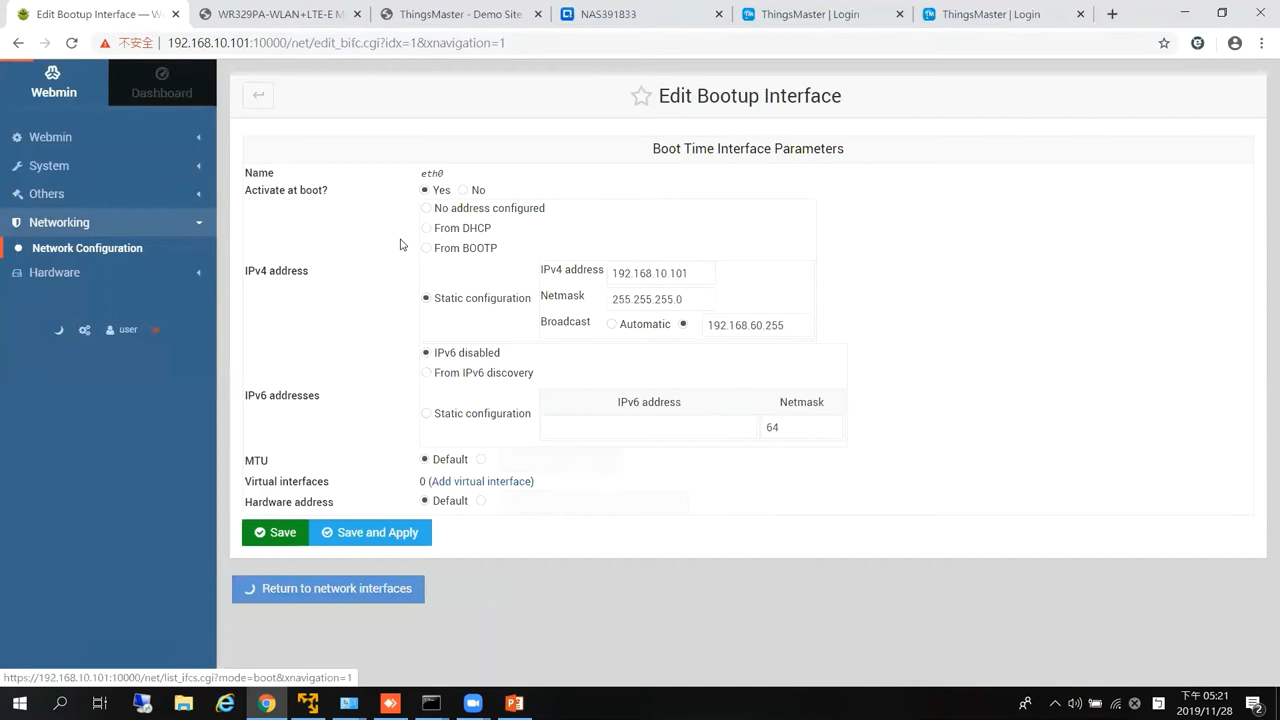 Edit Bootup Interface — W
WR329PA-WLAN+LTE-E M
ThingsMaster - Demo Site -
NAS391833
ThingsMaster | Login
ThingsMaster | Login
不安全 192.168.10.101:10000/net/edit_bifc.cgi?idx=1&xnavigation=1
Webmin
Dashboard
Webmin
System
Others
Networking
Network Configuration
Hardware
user
Edit Bootup Interface
Boot Time Interface Parameters
Name eth0
Activate at boot? Yes No
No address configured
From DHCP
From BOOTP
IPv4 address
Static configuration
IPv4 address 192.168.10.101
Netmask 255.255.255.0
Broadcast Automatic 192.168.60.255
IPv6 disabled
From IPv6 discovery
IPv6 addresses
Static configuration
IPv6 address Netmask
64
MTU Default
Virtual interfaces 0 (Add virtual interface)
Hardware address Default
Save Save and Apply
Return to network interfaces
https://192.168.10.101:10000/net/list_ifcs.cgi?mode=boot&xnavigation=1
下午 05:21
2019/11/28
2